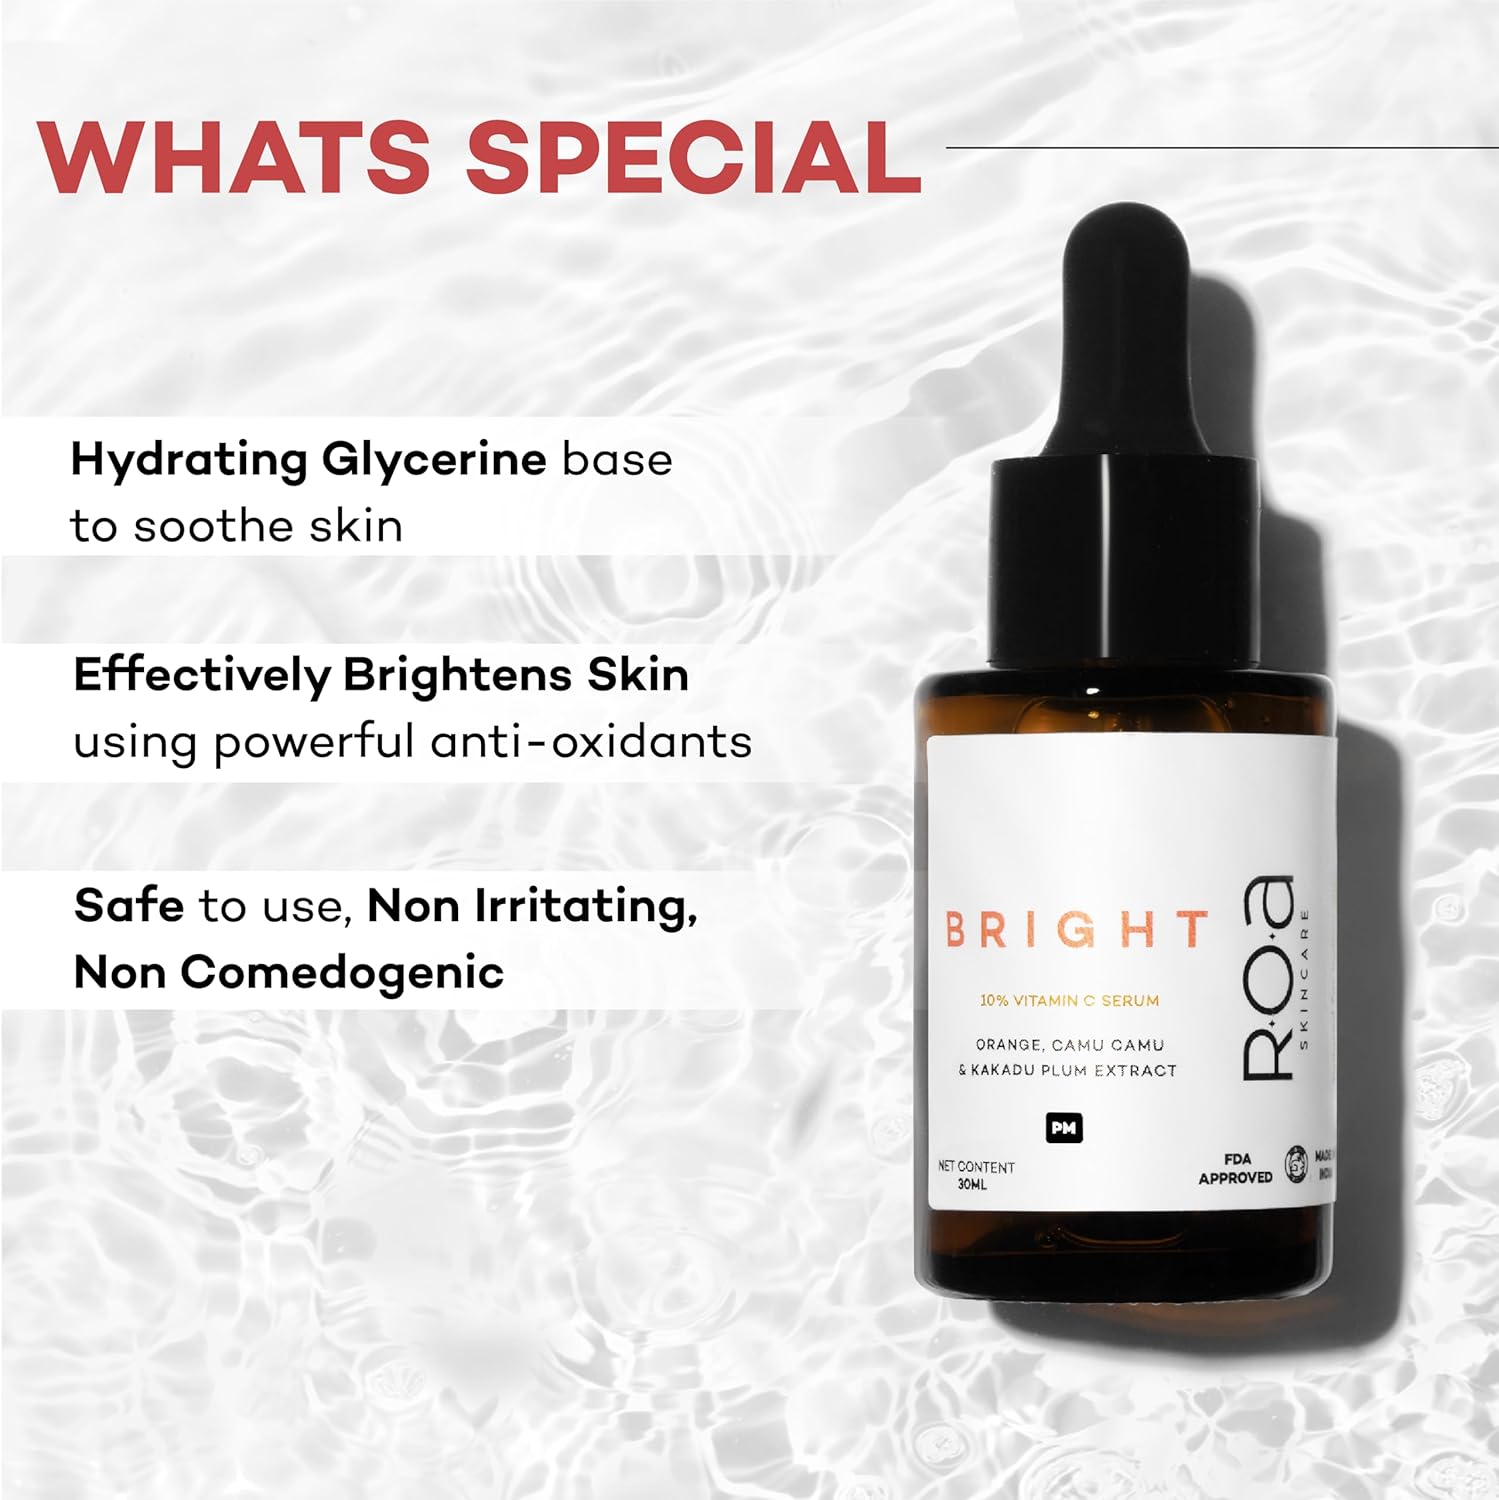 WHATS SPECIAL
Hydrating Glycerine base
to soothe skin
Effectively Brightens Skin
using powerful anti-oxidants
Safe to use, Non Irritating,
Non Comedogenic
BRIGHT
10% VITAMIN C SERUM
ORANGE, CAMU CAMU
& KAKADU PLUM EXTRACT
PM
NET CONTENT
30ML
R.O.a
SKINCARE
FDA
APPROVED
MADE